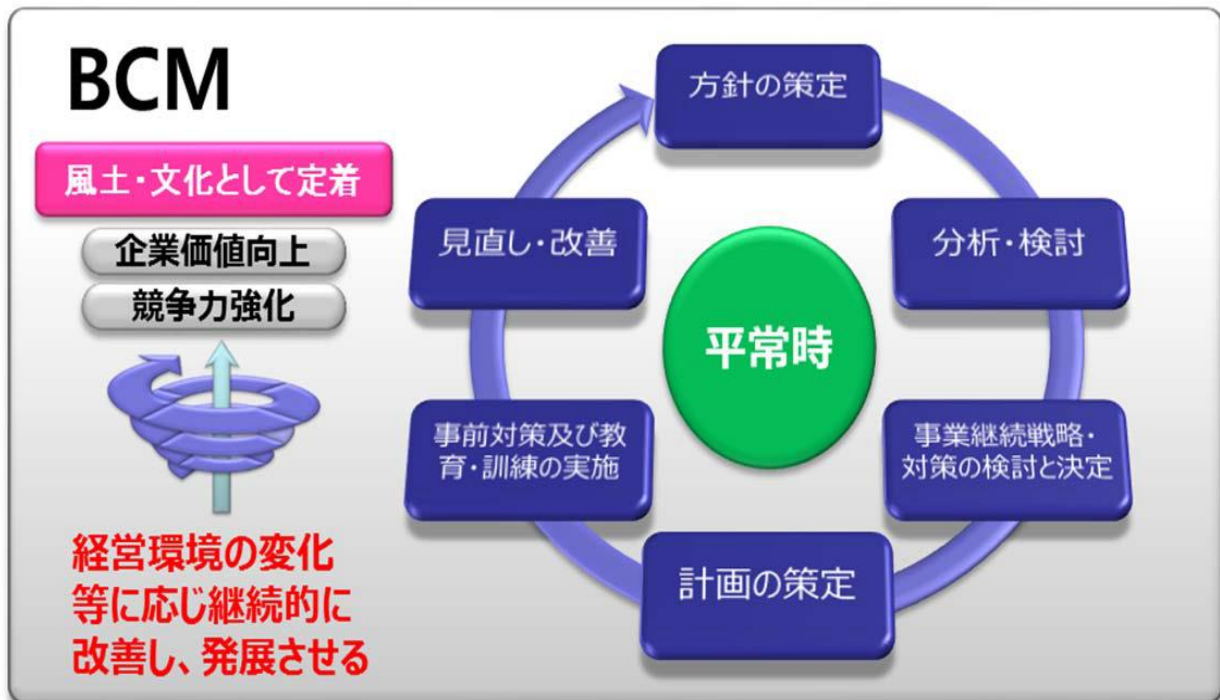 BCM
風土・文化として定着
企業価値向上
競争力強化
経営環境の変化
等に応じ継続的に
改善し、発展させる
方針の策定
分析・検討
事業継続戦略・
対策の検討と決定
計画の策定
事前対策及び教
育・訓練の実施
見直し・改善
平常時